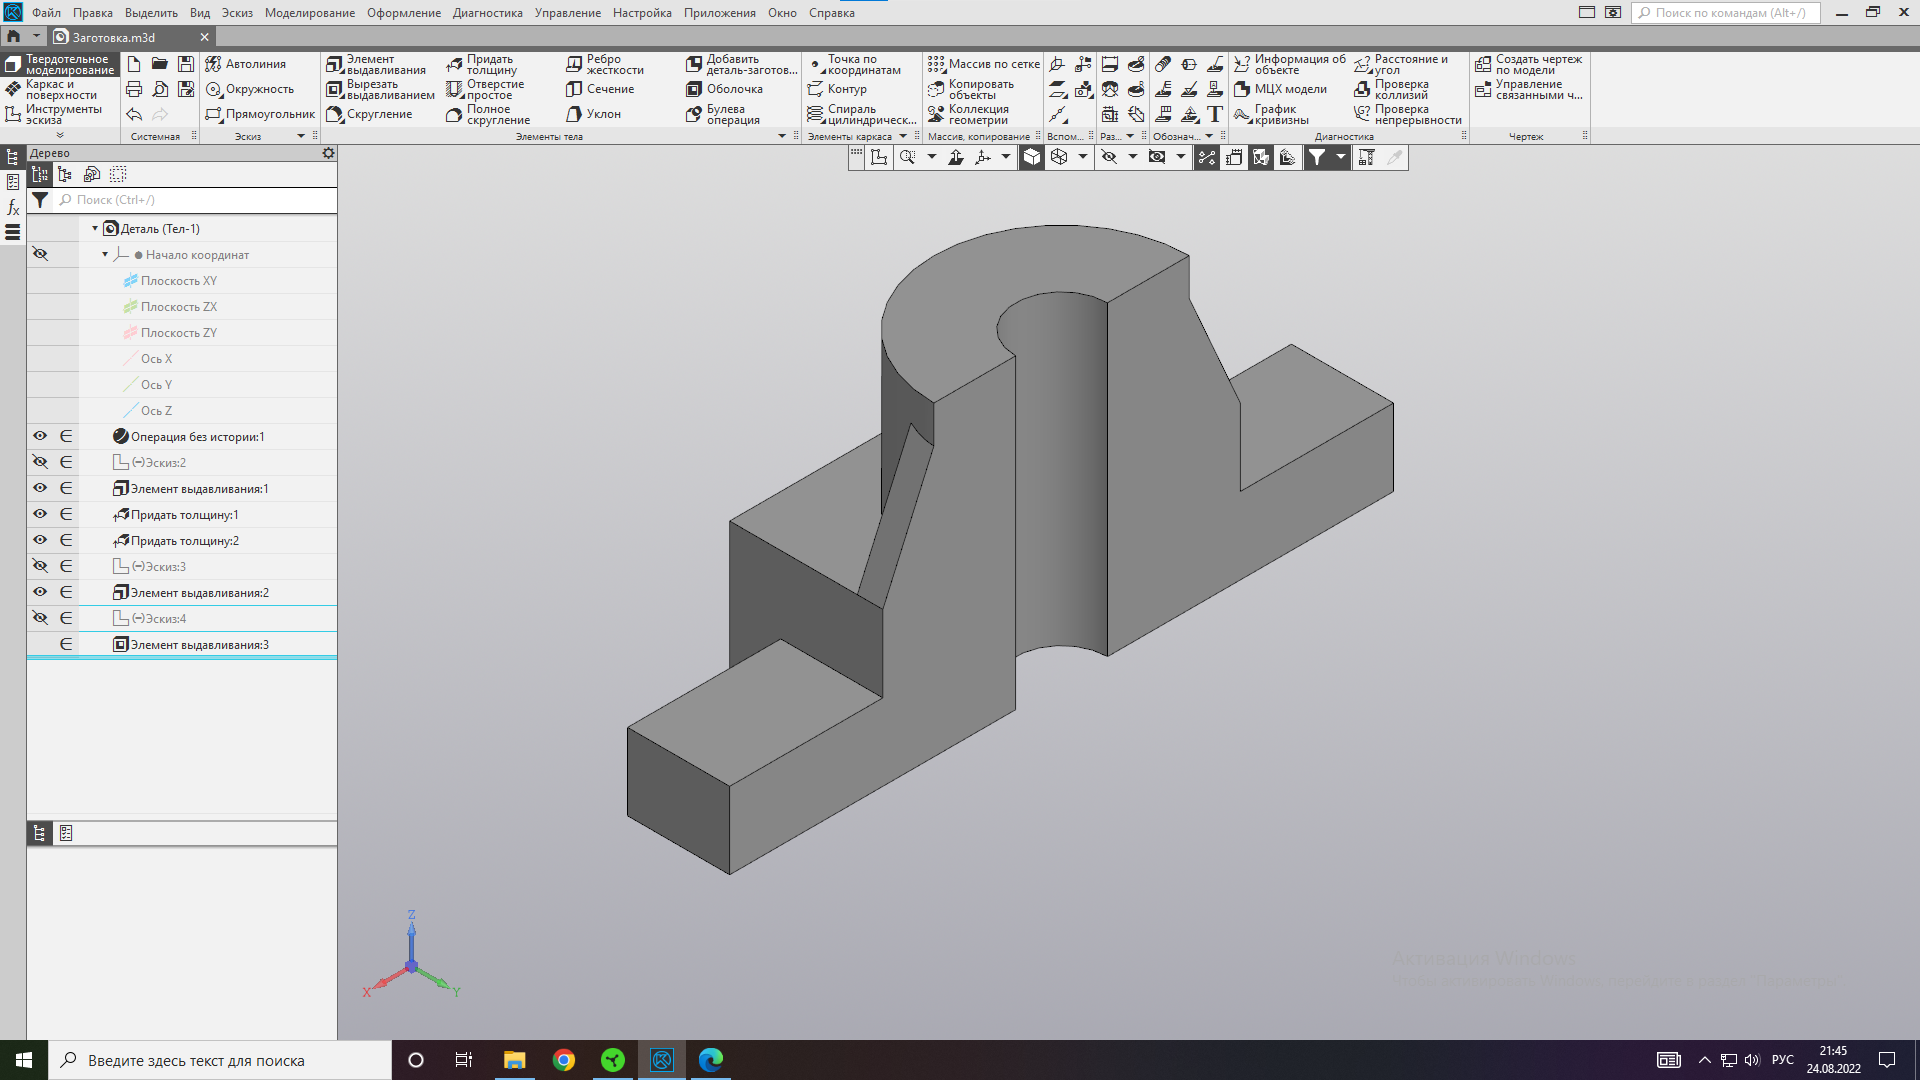 Файл Правка Выделить Вид Эскиз Моделирование Оформление Диагностика Управление Настройка Приложения Окно Справка
Поиск по командам (Alt+/)
Заготовка.m3d
Твердотельное
моделирование
Каркас и
поверхности
Инструменты
эскиза
Системная
Автолиния
Окружность
Прямоугольник
Эскиз
Элемент
выдавливания
Вырезать
выдавливанием
Скругление
Придать
толщину
Отверстие
простое
Полное
скругление
Ребро
жесткости
Сечение
Уклон
Добавить
деталь-заготов...
Оболочка
Булева
операция
Элементы тела
Точка по
координатам
Контур
Спираль
цилиндрическ...
Элементы каркаса
Массив по сетке
Копировать
объекты
Коллекция
геометрии
Массив, копирование
Вспом...
Раз...
Обознач...
Информация об
объекте
МЦХ модели
График
кривизны
Расстояние и
угол
Проверка
коллизий
Проверка
непрерывности
Диагностика
Создать чертеж
по модели
Управление
связанными ч...
Чертеж
Дерево
Поиск (Ctrl+/)
Деталь (Тел-1)
Начало координат
Плоскость XY
Плоскость ZX
Плоскость ZY
Ось X
Ось Y
Ось Z
Операция без истории:1
(−)Эскиз:2
Элемент выдавливания:1
Придать толщину:1
Придать толщину:2
(−)Эскиз:3
Элемент выдавливания:2
(−)Эскиз:4
Элемент выдавливания:3
Z
X
Y
Активация Windows
Введите здесь текст для поиска
РУС
21:45
24.08.2022